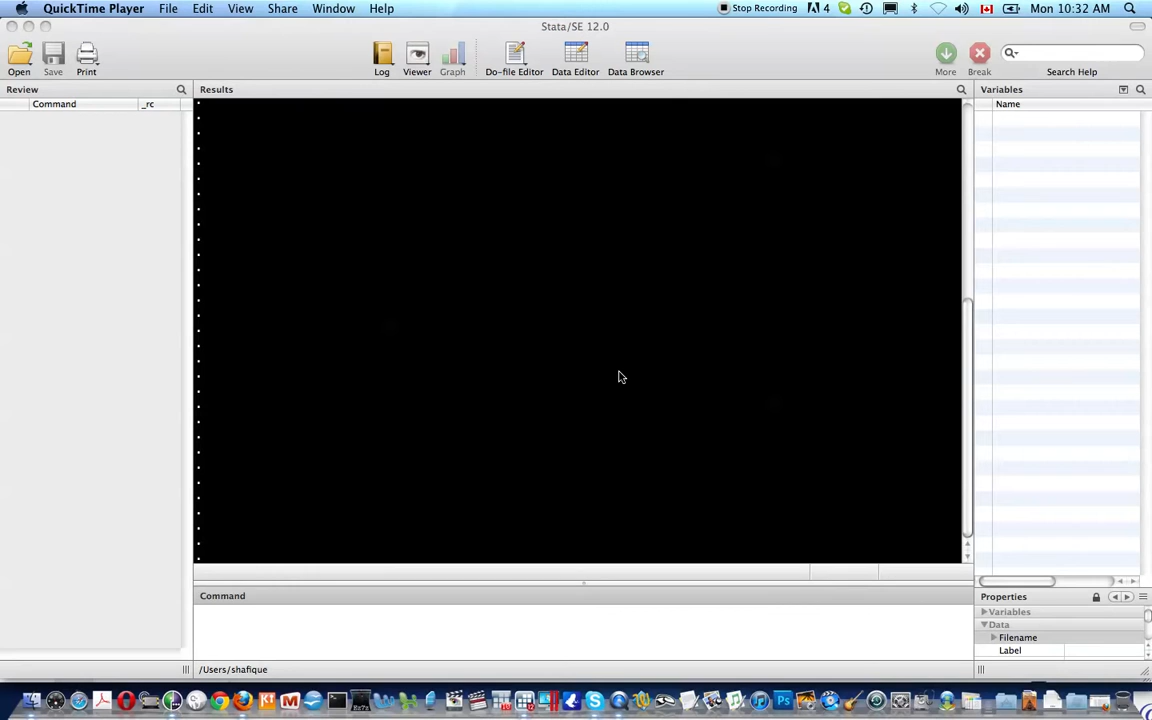 QuickTime Player File Edit View Share Window Help Stop Recording 4 Mon 10:32 AM
Stata/SE 12.0
Open Save Print Log Viewer Graph Do-file Editor Data Editor Data Browser More Break Search Help
Review Results Variables
Command _rc Name
Command
Properties
Variables
Data
Filename
Label
/Users/shafique